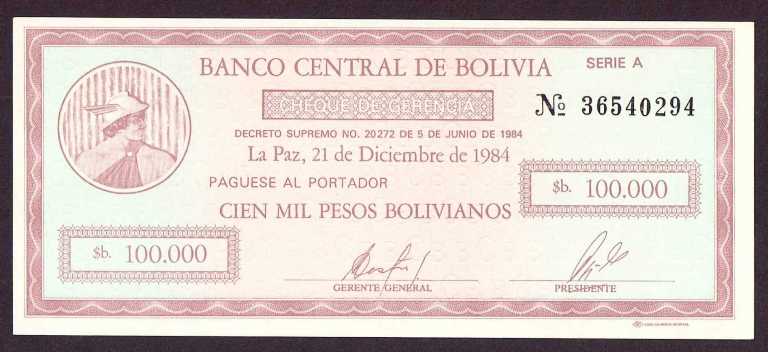 BANCO CENTRAL DE BOLIVIA
SERIE A
CHEQUE DE GERENCIA
№ 36540294
DECRETO SUPREMO NO. 20272 DE 5 DE JUNIO DE 1984
La Paz, 21 de Diciembre de 1984
PAGUESE AL PORTADOR
$b. 100.000
CIEN MIL PESOS BOLIVIANOS
$b. 100.000
GERENTE GENERAL
PRESIDENTE